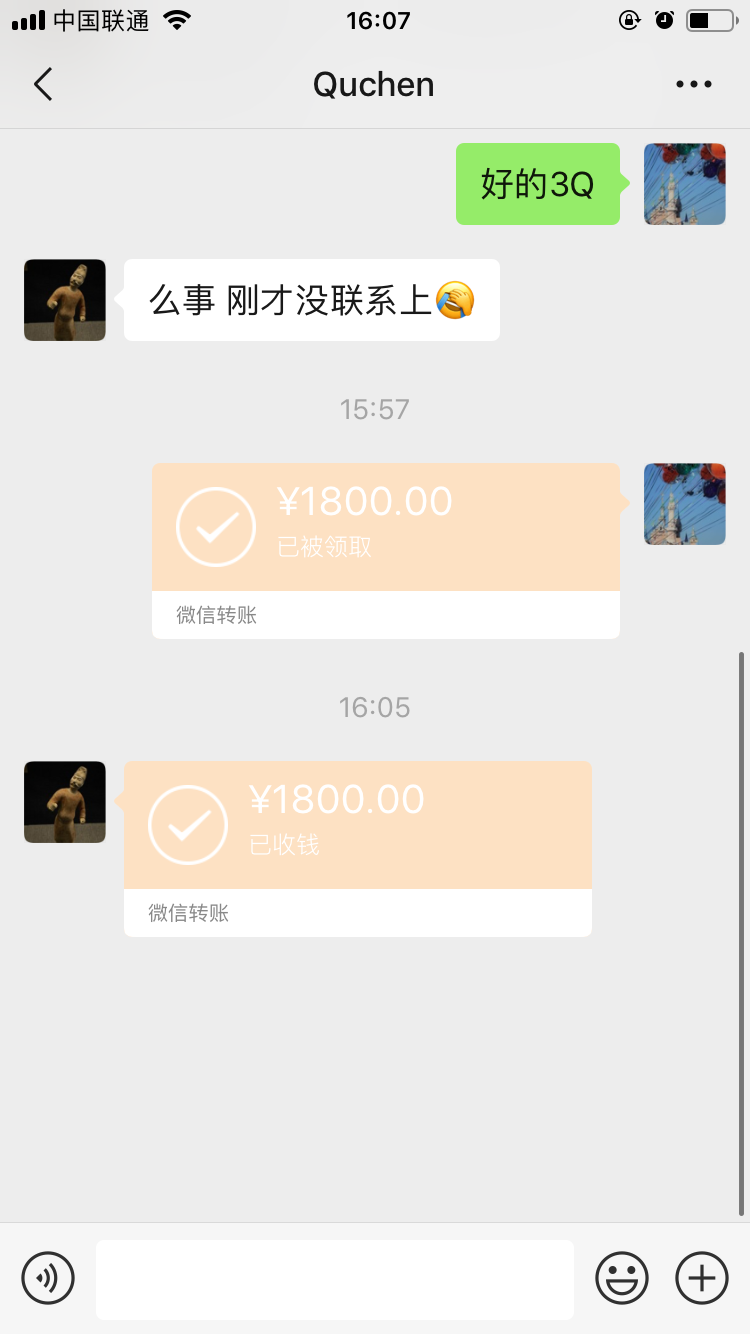 中国联通
16:07
Quchen
好的3Q
么事 刚才没联系上🤦
15:57
¥1800.00
已被领取
微信转账
16:05
¥1800.00
已收钱
微信转账